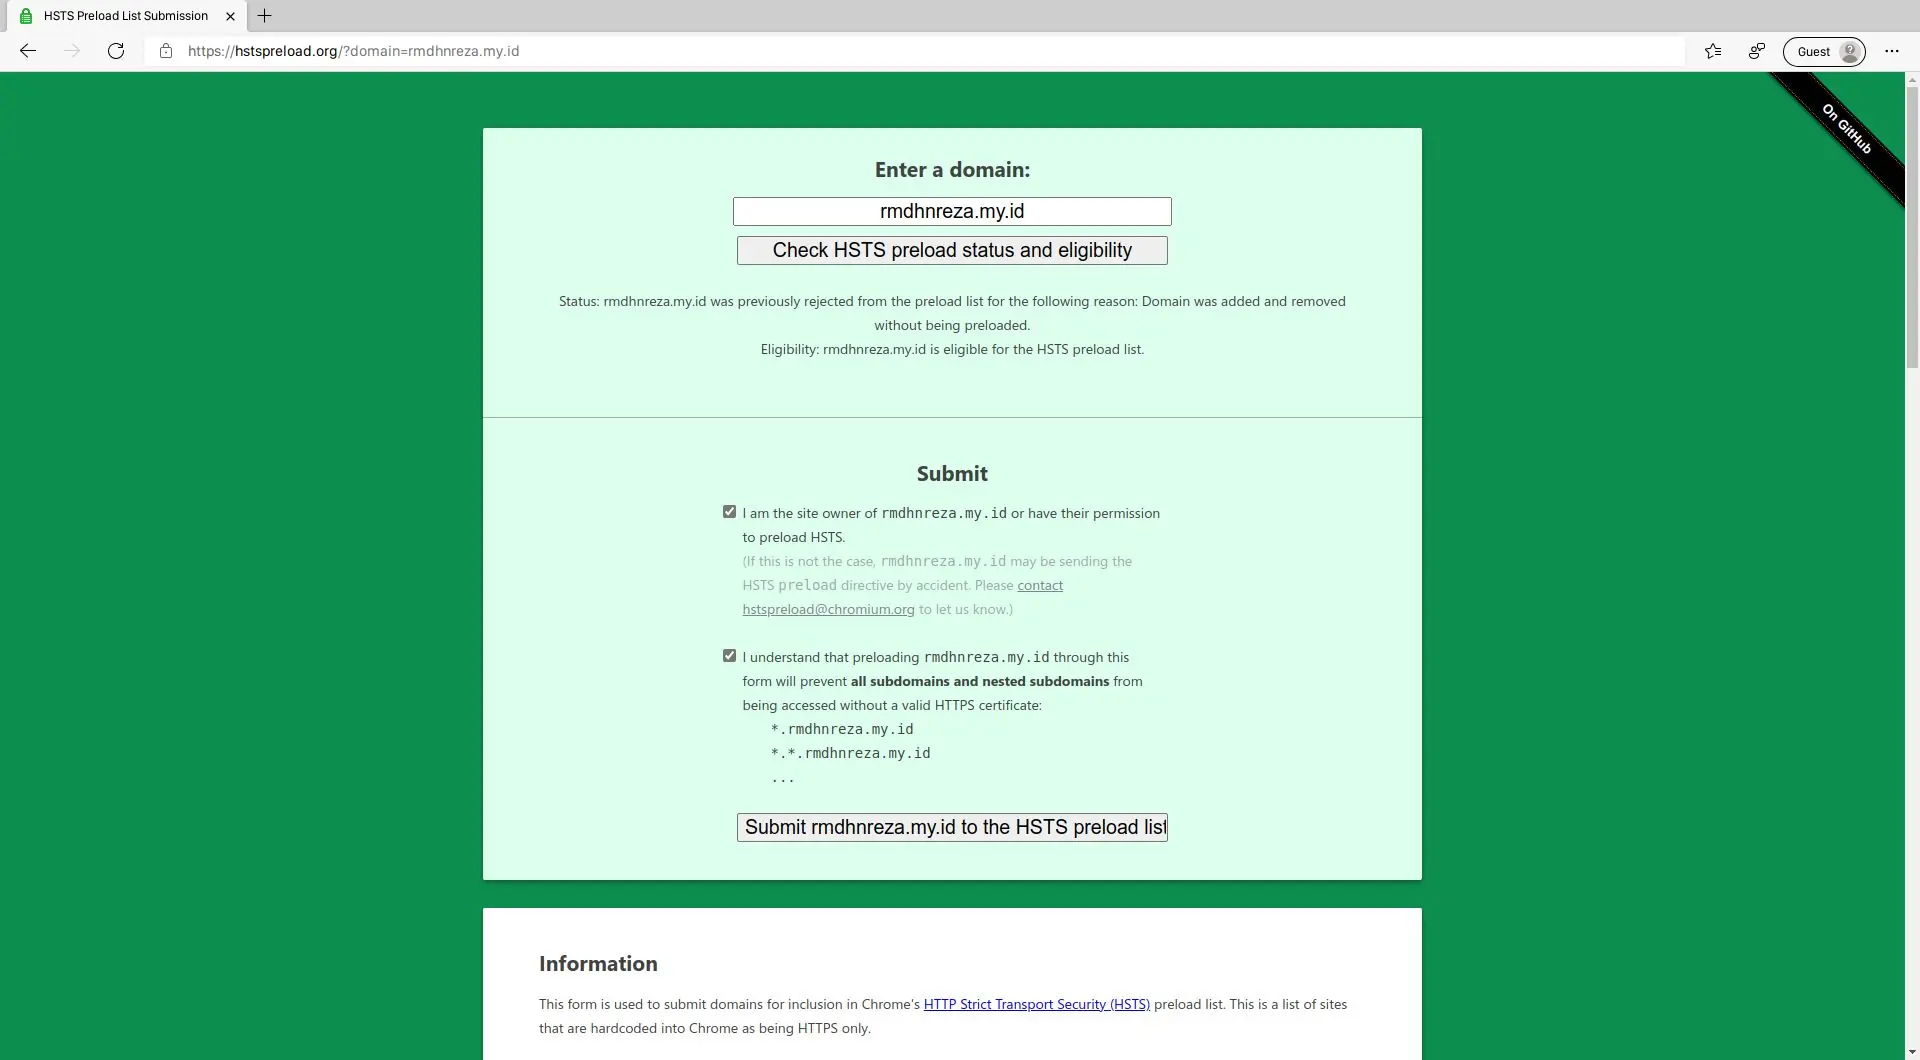 HSTS Preload List Submission
https://hstspreload.org/?domain=rmdhnreza.my.id
Guest
On GitHub
Enter a domain:
rmdhnreza.my.id
Check HSTS preload status and eligibility
Status: rmdhnreza.my.id was previously rejected from the preload list for the following reason: Domain was added and removed
without being preloaded.
Eligibility: rmdhnreza.my.id is eligible for the HSTS preload list.
Submit
I am the site owner of rmdhnreza.my.id or have their permission
to preload HSTS.
(If this is not the case, rmdhnreza.my.id may be sending the
HSTS preload directive by accident. Please contact
hstspreload@chromium.org to let us know.)
I understand that preloading rmdhnreza.my.id through this
form will prevent all subdomains and nested subdomains from
being accessed without a valid HTTPS certificate:
*.rmdhnreza.my.id
*.*.rmdhnreza.my.id
...
Submit rmdhnreza.my.id to the HSTS preload list
Information
This form is used to submit domains for inclusion in Chrome's HTTP Strict Transport Security (HSTS) preload list. This is a list of sites
that are hardcoded into Chrome as being HTTPS only.